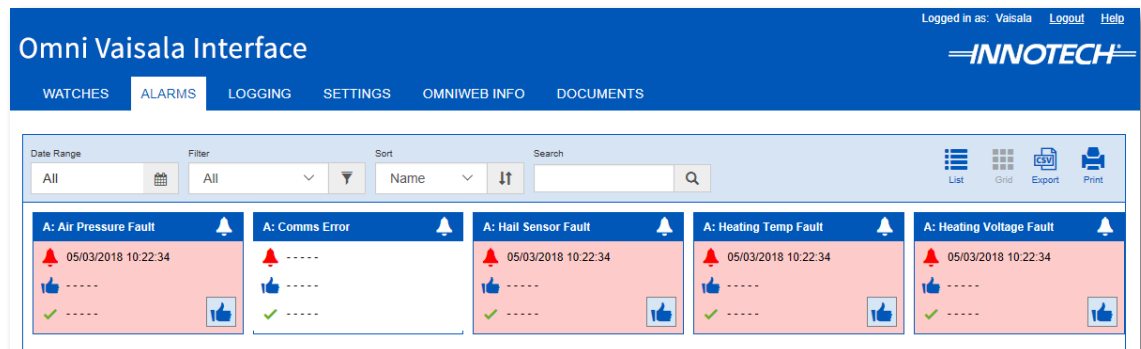 Logged in as: Vaisala Logout Help
Omni Vaisala Interface
INNOTECH
WATCHES ALARMS LOGGING SETTINGS OMNIWEB INFO DOCUMENTS
Date Range Filter Sort Search
All All Name
CSV
List Grid Export Print
A: Air Pressure Fault A: Comms Error A: Hail Sensor Fault A: Heating Temp Fault A: Heating Voltage Fault
05/03/2018 10:22:34 - - - - - 05/03/2018 10:22:34 05/03/2018 10:22:34 05/03/2018 10:22:34
- - - - - - - - - - - - - - - - - - - - - - - - -
- - - - - - - - - - - - - - - - - - - - - - - - -